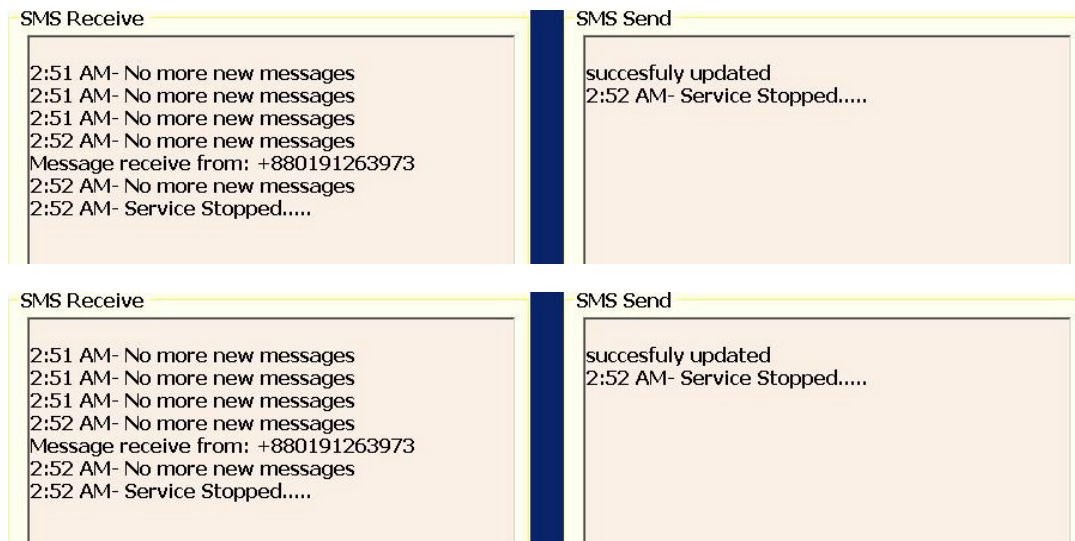 SMS Receive
2:51 AM- No more new messages
2:51 AM- No more new messages
2:51 AM- No more new messages
2:52 AM- No more new messages
Message receive from: +880191263973
2:52 AM- No more new messages
2:52 AM- Service Stopped.....
SMS Send
succesfuly updated
2:52 AM- Service Stopped.....
SMS Receive
2:51 AM- No more new messages
2:51 AM- No more new messages
2:51 AM- No more new messages
2:52 AM- No more new messages
Message receive from: +880191263973
2:52 AM- No more new messages
2:52 AM- Service Stopped.....
SMS Send
succesfuly updated
2:52 AM- Service Stopped.....